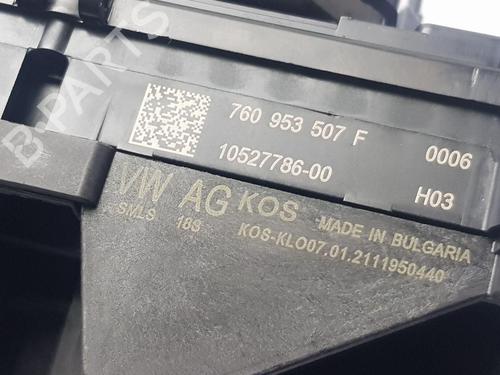 B-PARTS
760 953 507 F 0006
10527786-00 H03
VW AG KOS MADE IN BULGARIA
SMLS 18S KOS-KLO07.01.2111950440